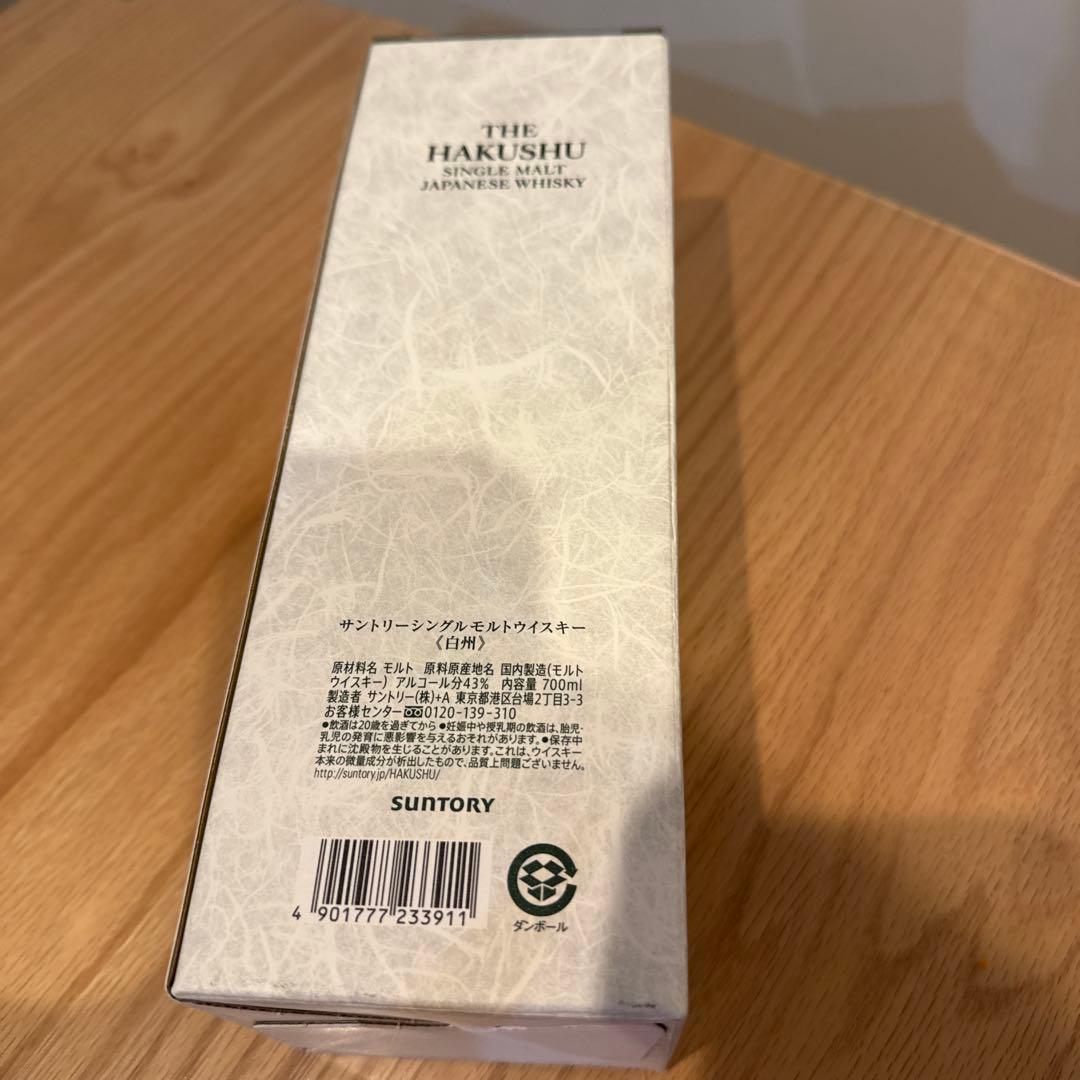 THE
HAKUSHU
SINGLE MALT
JAPANESE WHISKY
サントリーシングルモルトウイスキー
《白州》
原材料名 モルト 原料原産地名 国内製造(モルト
ウイスキー) アルコール分43% 内容量 700ml
製造者 サントリー(株)+A 東京都港区台場2丁目3-3
お客様センター 0120-139-310
●飲酒は20歳を過ぎてから ●妊娠中や授乳期の飲酒は、胎児・
乳児の発育に悪影響を与えるおそれがあります。●保存中
まれに沈殿物を生じることがあります。これは、ウイスキー
本来の微量成分が析出したもので、品質上問題ございません。
http://suntory.jp/HAKUSHU/
SUNTORY
4 901777 233911
ダンボール